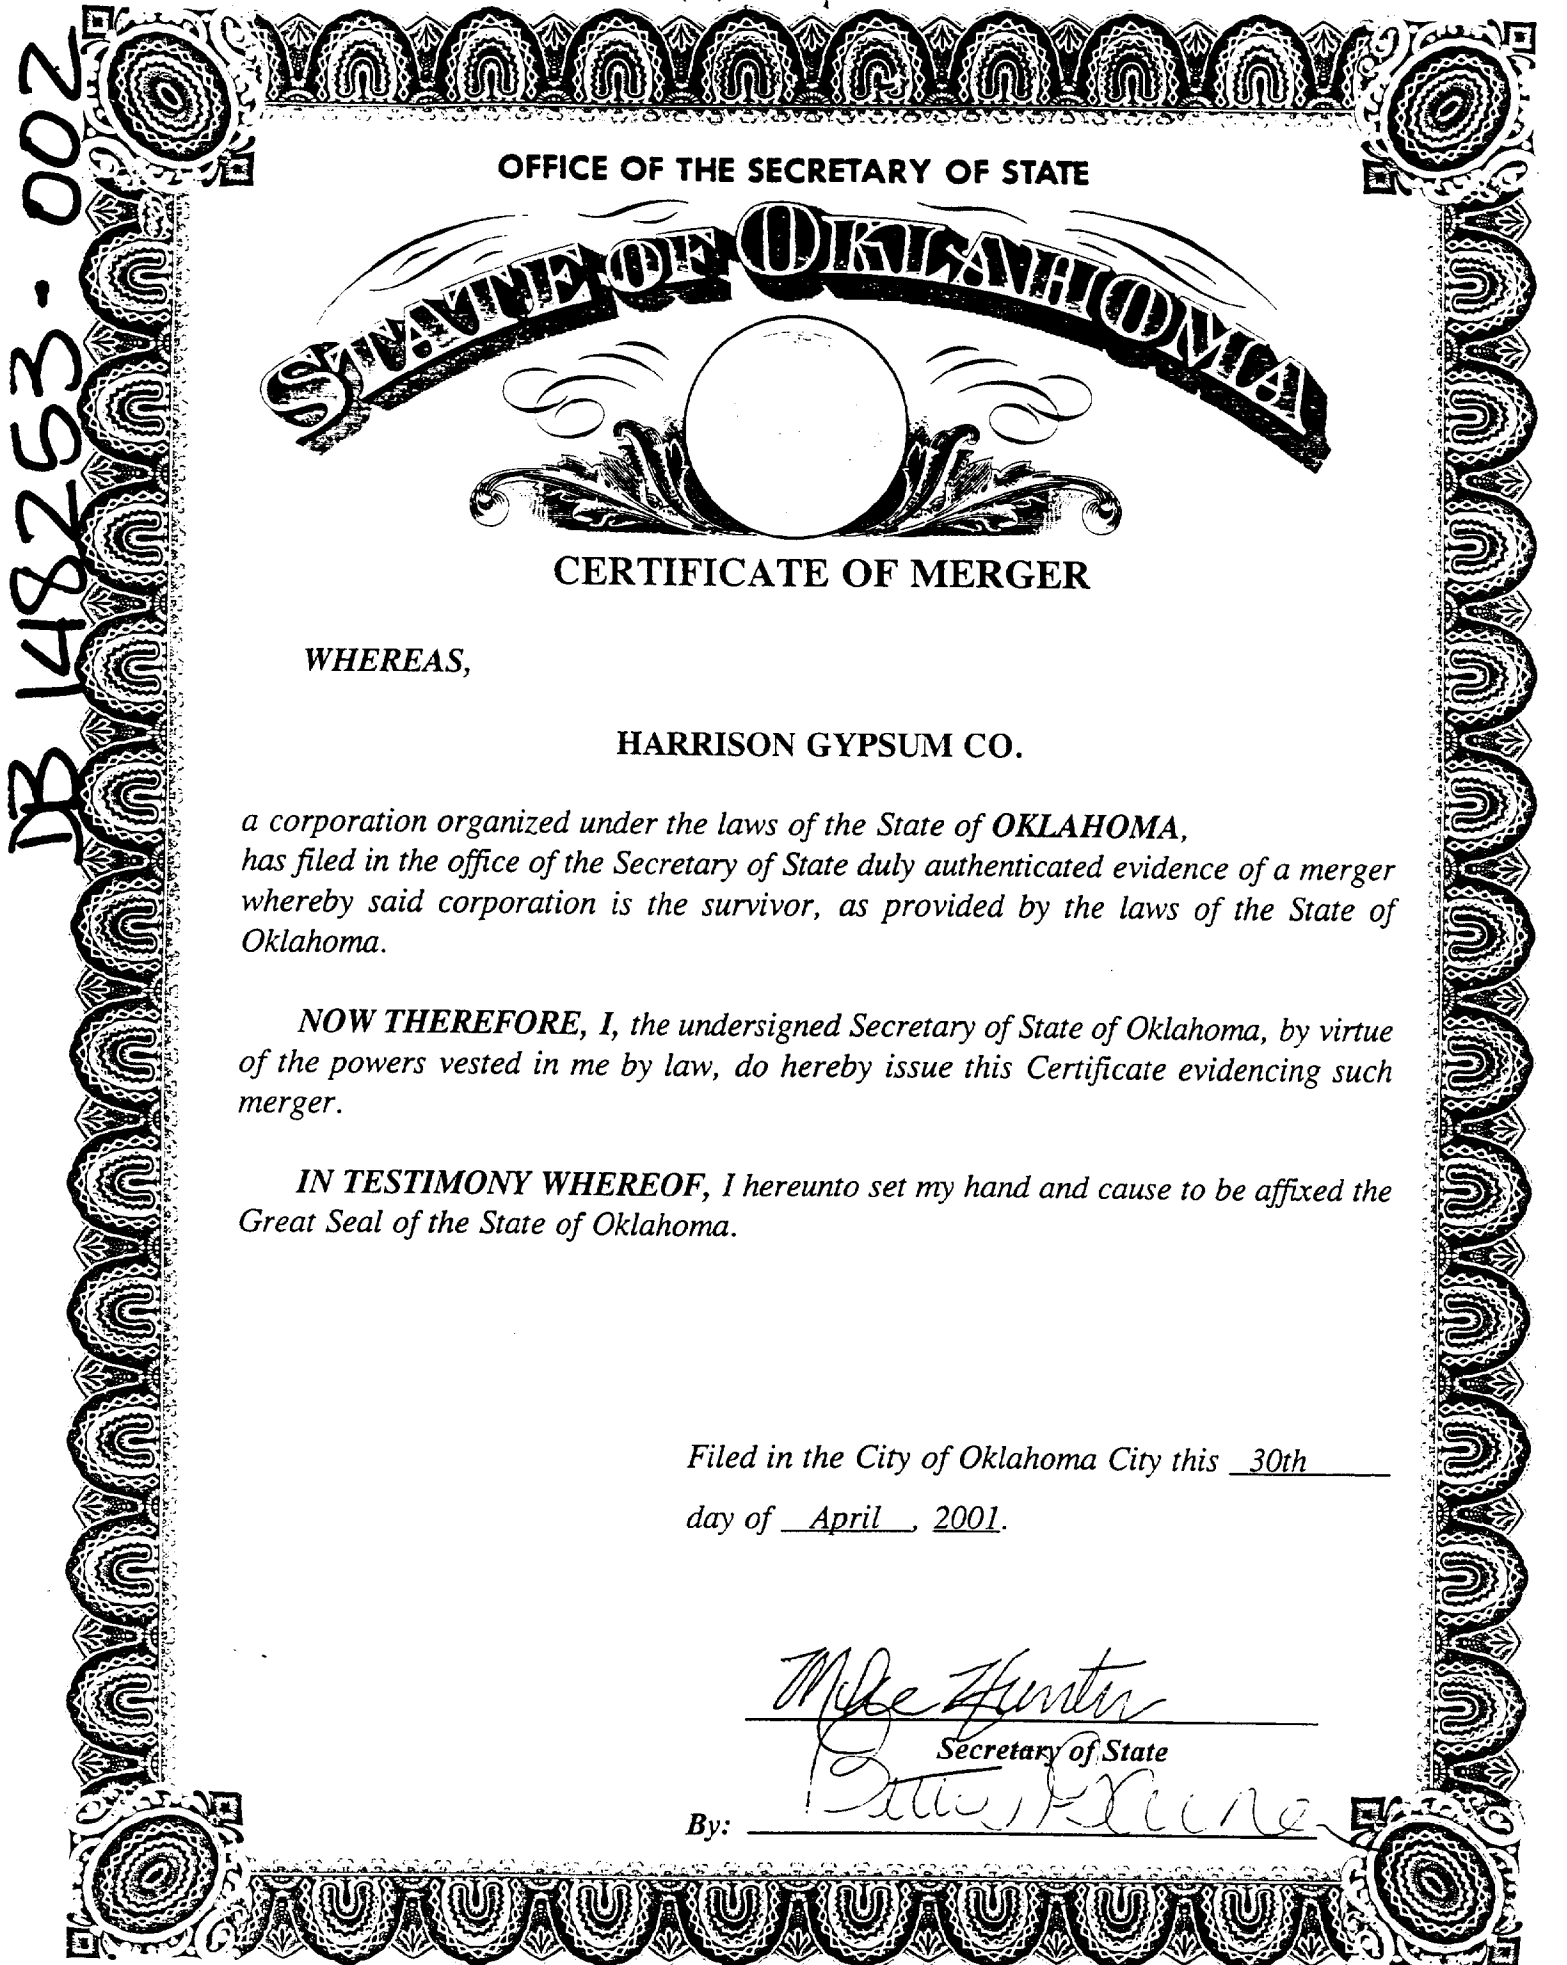 DB 148253-002
OFFICE OF THE SECRETARY OF STATE
STATE OF OKLAHOMA
CERTIFICATE OF MERGER
WHEREAS,
HARRISON GYPSUM CO.
a corporation organized under the laws of the State of OKLAHOMA,
has filed in the office of the Secretary of State duly authenticated evidence of a merger
whereby said corporation is the survivor, as provided by the laws of the State of
Oklahoma.
NOW THEREFORE, I, the undersigned Secretary of State of Oklahoma, by virtue
of the powers vested in me by law, do hereby issue this Certificate evidencing such
merger.
IN TESTIMONY WHEREOF, I hereunto set my hand and cause to be affixed the
Great Seal of the State of Oklahoma.
Filed in the City of Oklahoma City this 30th
day of April, 2001.
Mike Hunter
Secretary of State
By: